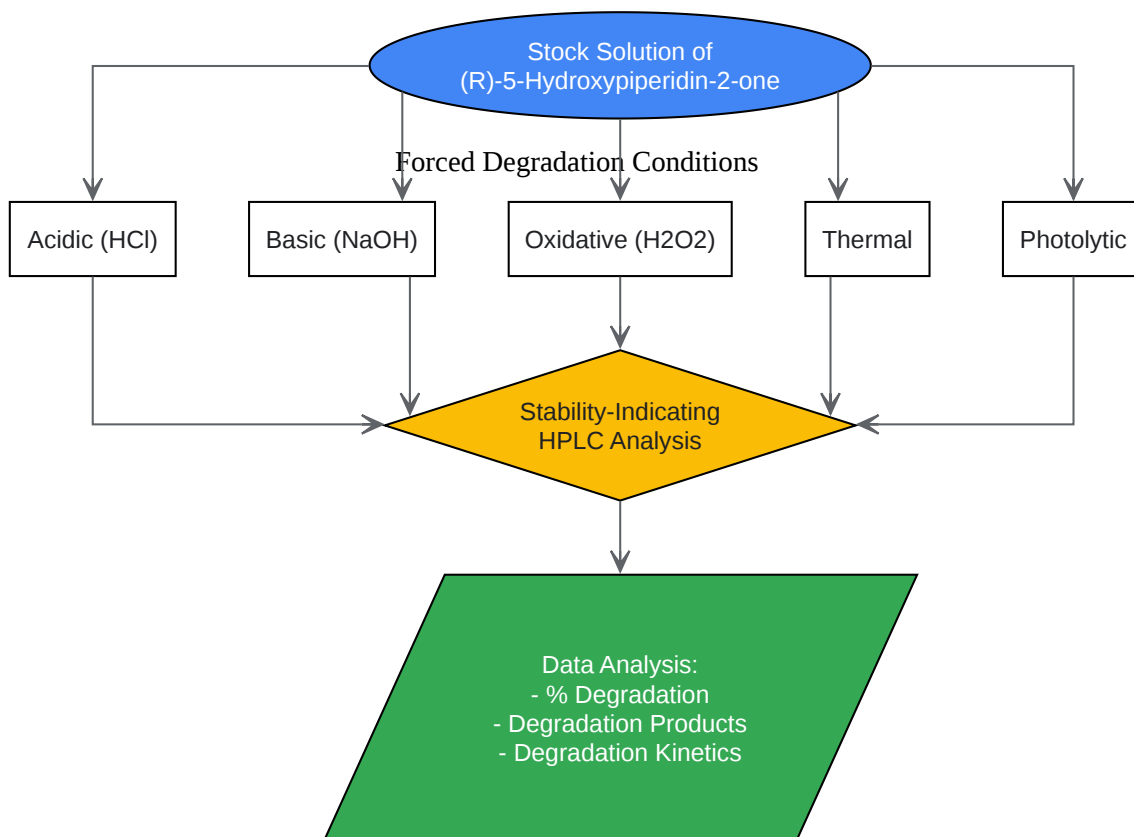 Stock Solution of
(R)-5-Hydroxypiperidin-2-one
Forced Degradation Conditions
Acidic (HCl)
Basic (NaOH)
Oxidative (H2O2)
Thermal
Photolytic
Stability-Indicating
HPLC Analysis
Data Analysis:
- % Degradation
- Degradation Products
- Degradation Kinetics